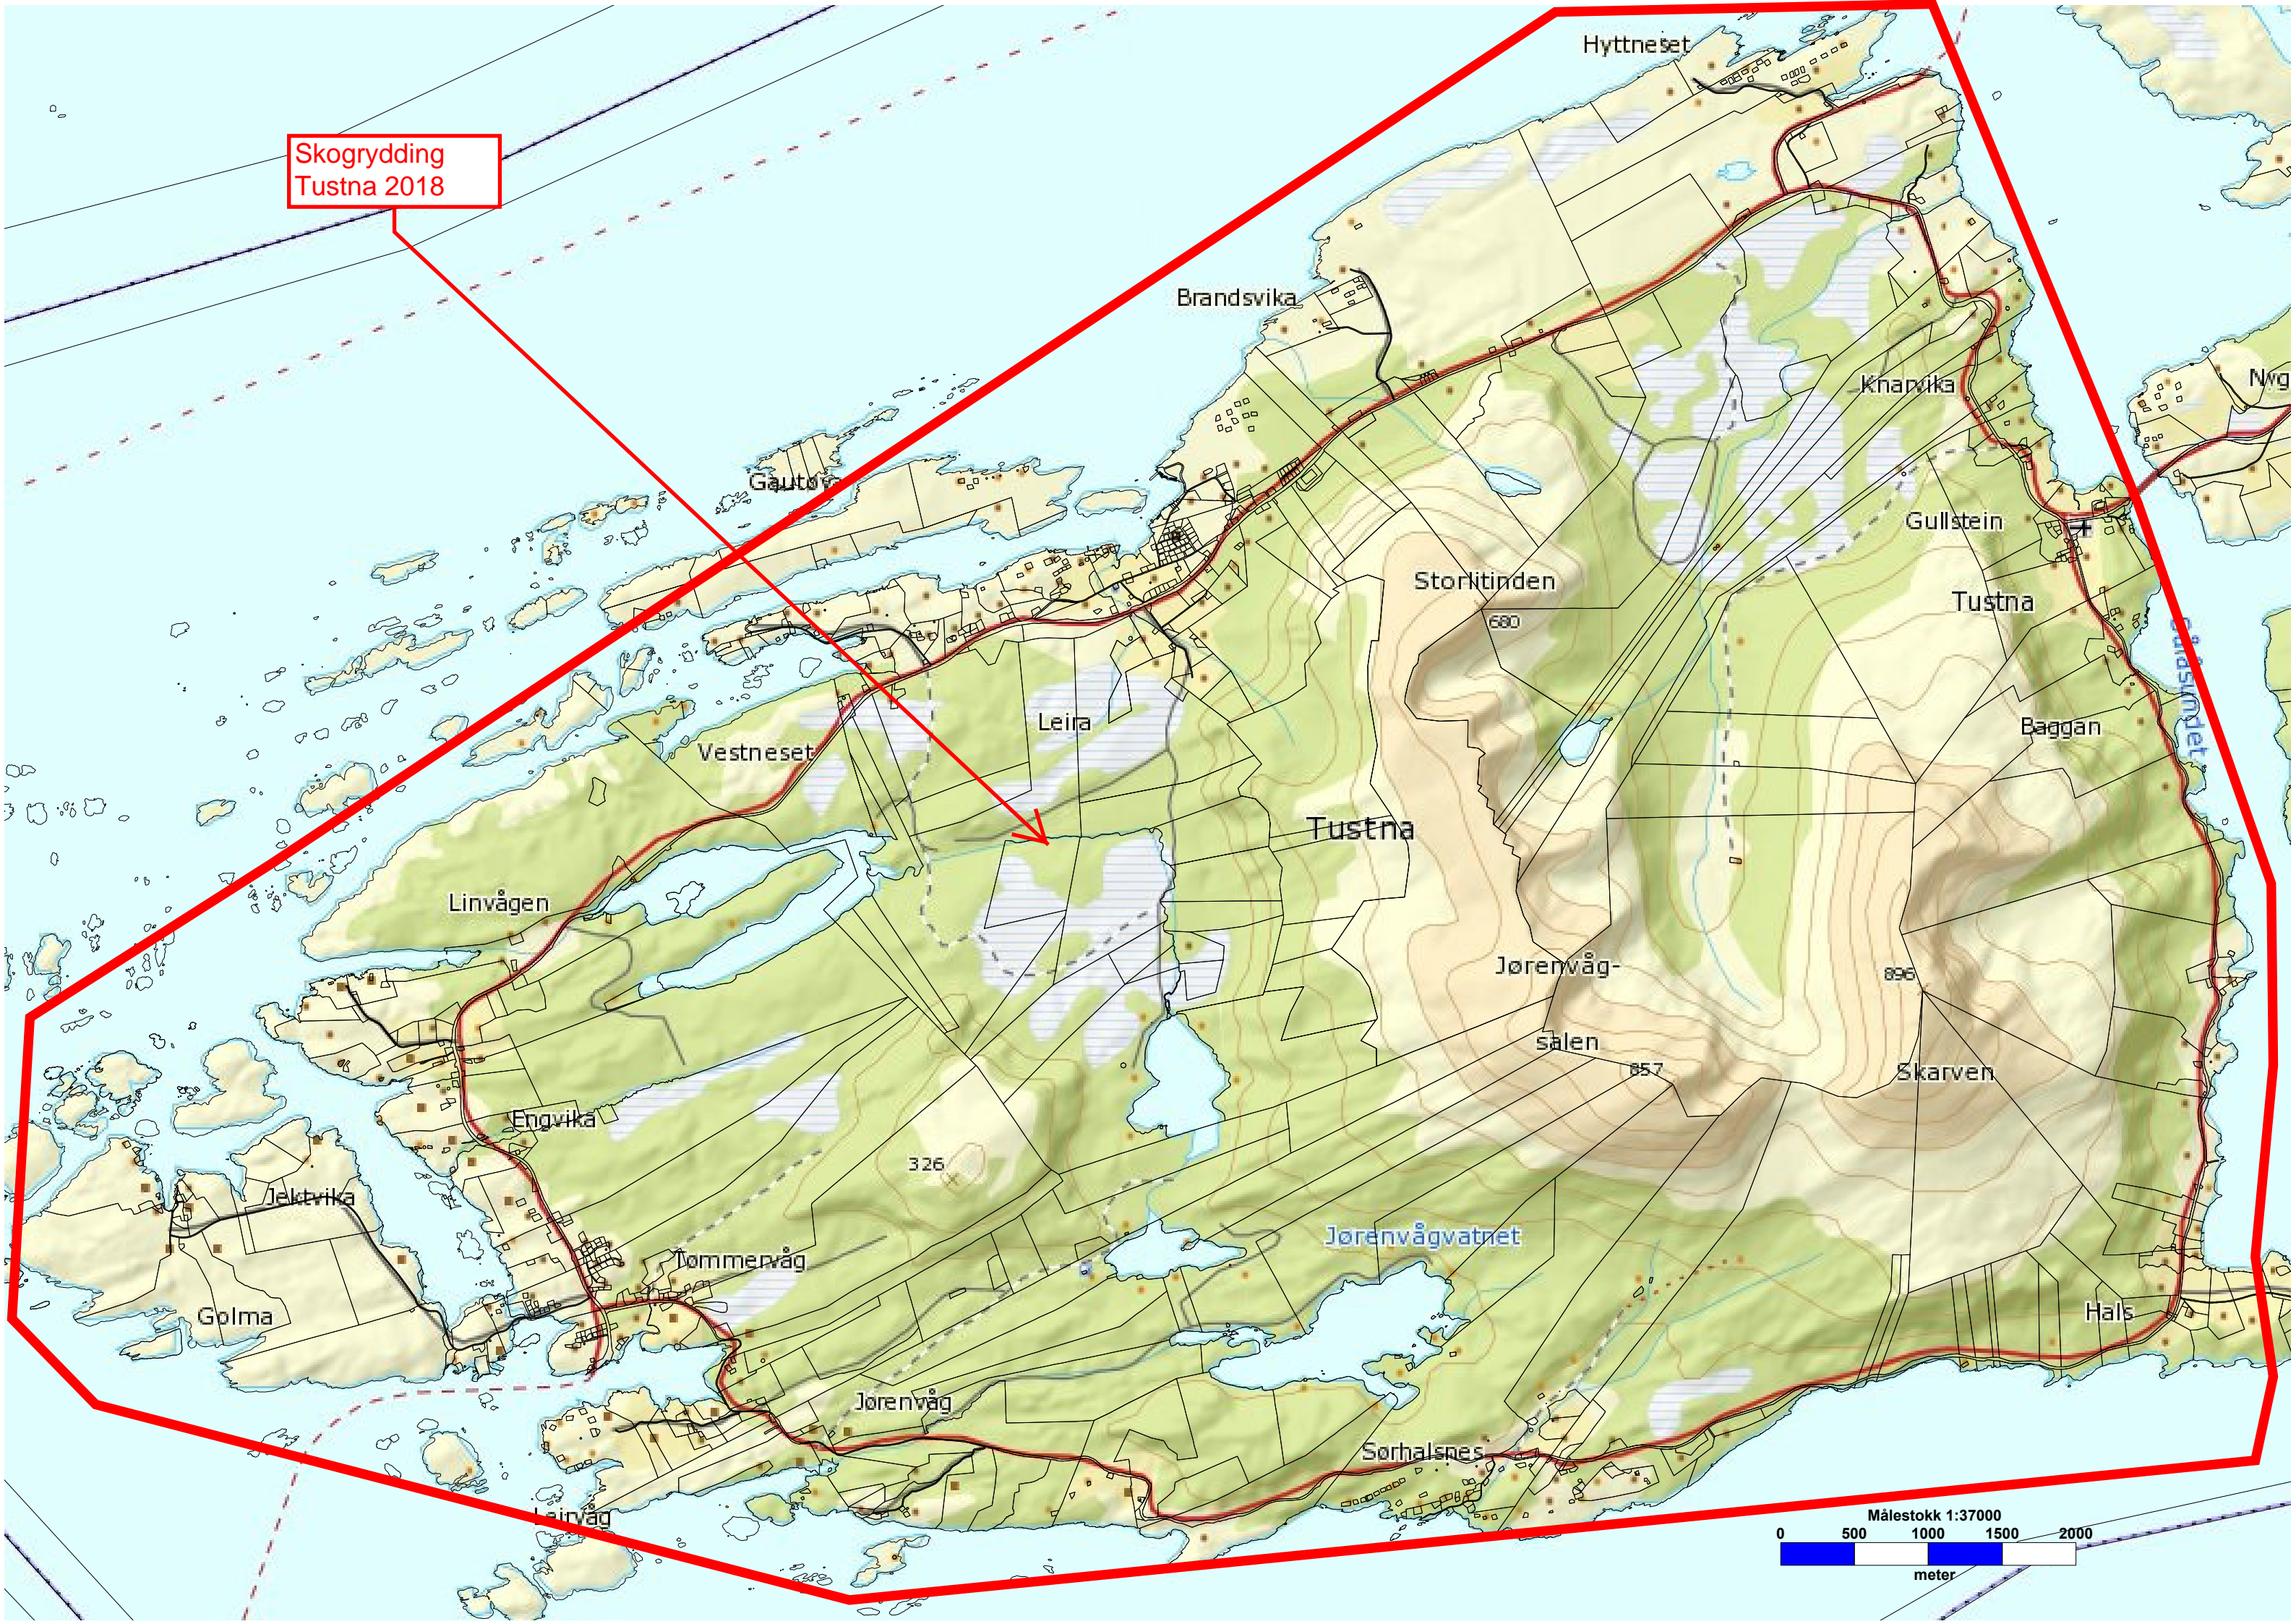 Hyttneset
Skogrydding
Tustna 2018
Brandsvika
Knarvika
Gautøya
Gullstein
Storlitinden
680
Tustna
Leira
Vestneset
Baggan
Tustna
Linvågen
Jørenvåg-
896
salen
857
Skarven
Engvika
326
Jektvika
Jørenvågvatnet
Tømmervåg
Golma
Hals
Jørenvåg
Sørhalsnes
Leirvåg
Målestokk 1:37000
0 500 1000 1500 2000
meter